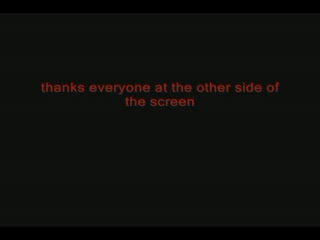 thanks everyone at the other side of
the screen